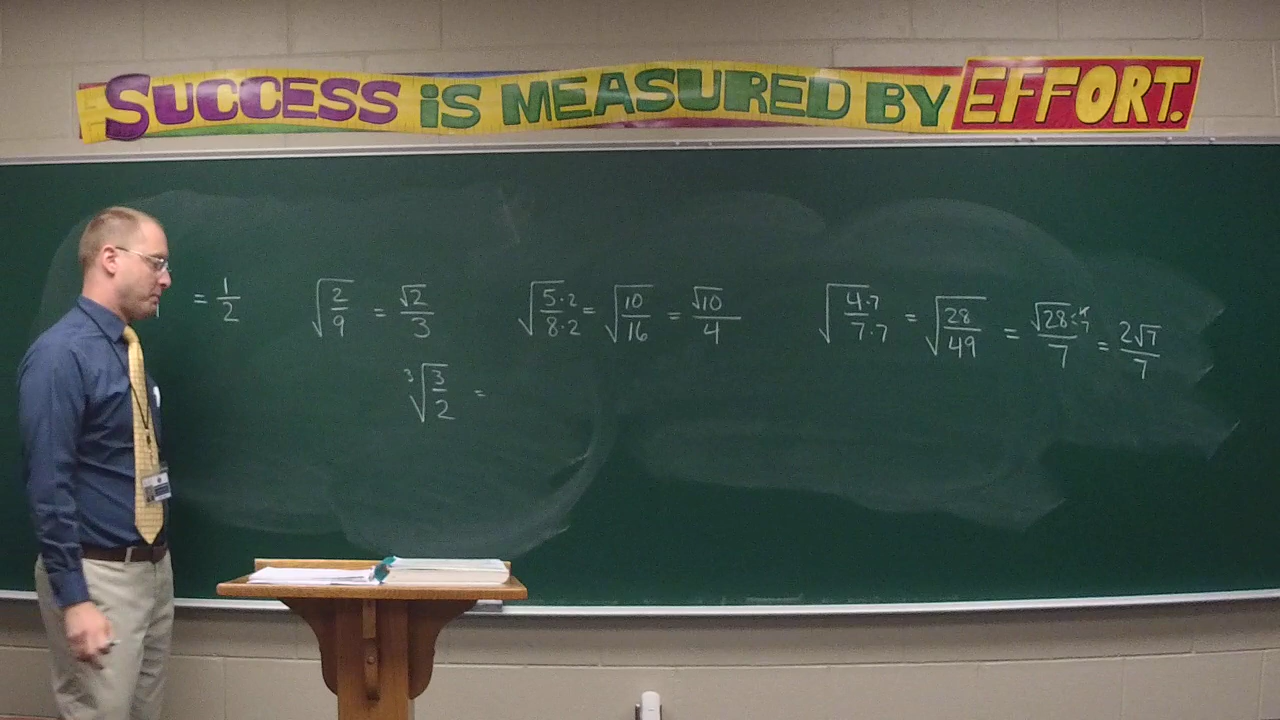 SUCCESS IS MEASURED BY EFFORT.
= 1/2 √(2/9) = √2/3 √(5·2/8·2) = √(10/16) = √10/4 √(4·7/7·7) = √(28/49) = √28/7 = 2√7/7
³√(3/2) =